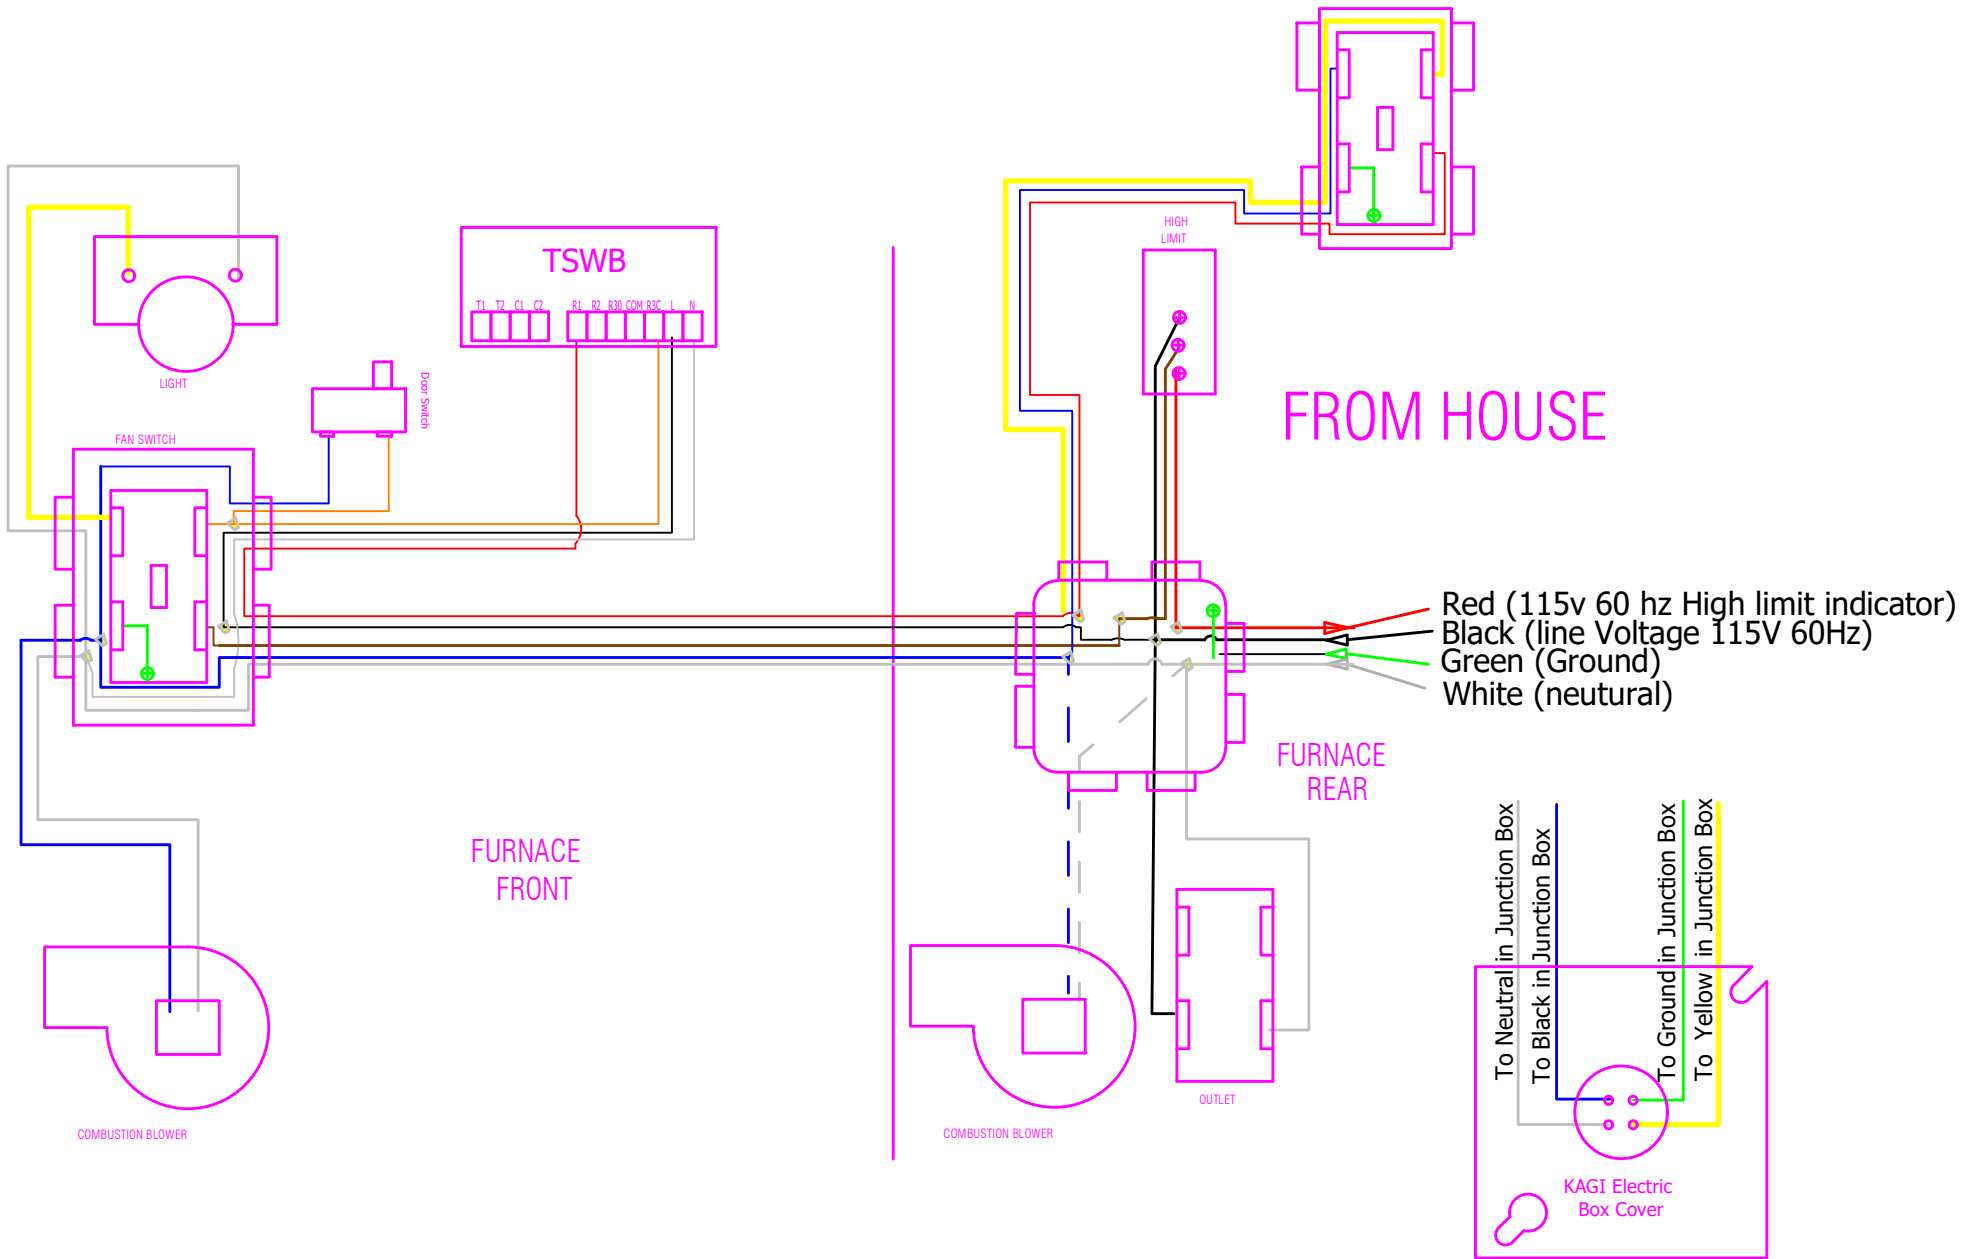 HIGH
LIMIT
TSWB
T1 T2 C1 C2 R1 R2 R30 COM R3C L N
LIGHT
Door Switch
FAN SWITCH
FROM HOUSE
Red (115v 60 hz High limit indicator)
Black (line Voltage 115V 60Hz)
Green (Ground)
White (neutural)
FURNACE
REAR
FURNACE
FRONT
To Neutral in Junction Box
To Black in Junction Box
To Ground in Junction Box
To Yellow in Junction Box
OUTLET
COMBUSTION BLOWER
COMBUSTION BLOWER
KAGI Electric
Box Cover